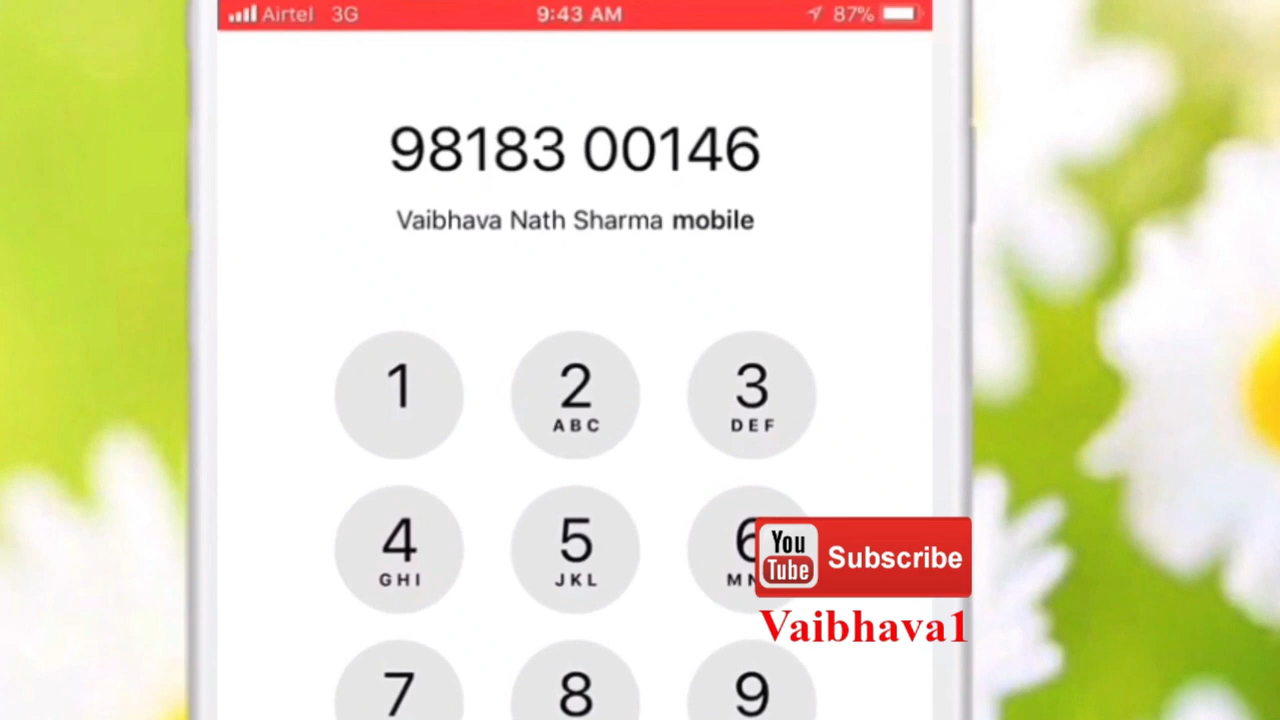 Airtel 3G 9:43 AM 87%
98183 00146
Vaibhava Nath Sharma mobile
1 2 3
ABC DEF
4 5 6
GHI JKL MN
You
Tube
Subscribe
Vaibhava1
7 8 9